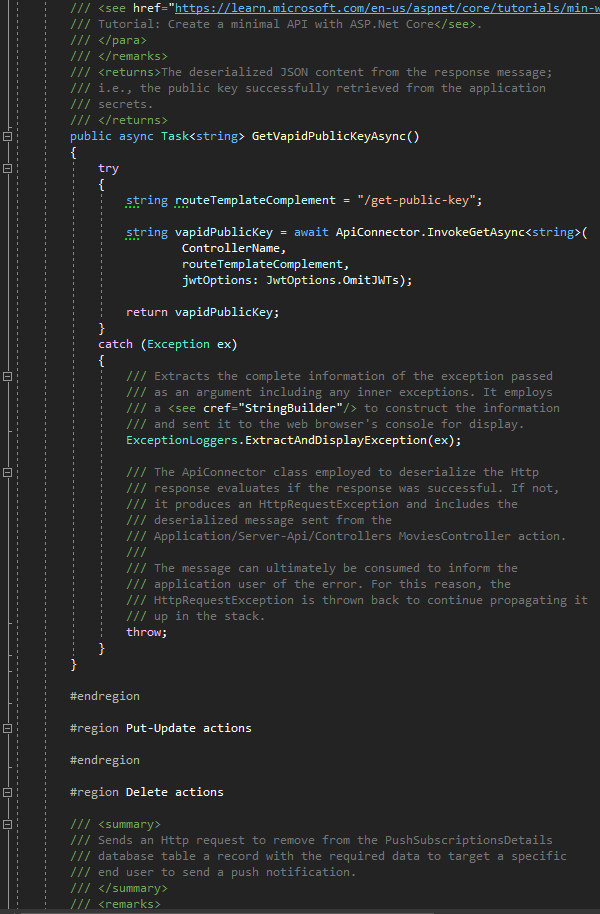 /// <see href="https://learn.microsoft.com/en-us/aspnet/core/tutorials/min-w
/// Tutorial: Create a minimal API with ASP.Net Core</see>.
/// </para>
/// </remarks>
/// <returns>The deserialized JSON content from the response message;
/// i.e., the public key successfully retrieved from the application
/// secrets.
/// </returns>
public async Task<string> GetVapidPublicKeyAsync()
{
try
{
string routeTemplateComplement = "/get-public-key";
string vapidPublicKey = await ApiConnector.InvokeGetAsync<string>(
ControllerName,
routeTemplateComplement,
jwtOptions: JwtOptions.OmitJWTs);
return vapidPublicKey;
}
catch (Exception ex)
{
/// Extracts the complete information of the exception passed
/// as an argument including any inner exceptions. It employs
/// a <see cref="StringBuilder"/> to construct the information
/// and sent it to the web browser's console for display.
ExceptionLoggers.ExtractAndDisplayException(ex);
/// The ApiConnector class employed to deserialize the Http
/// response evaluates if the response was successful. If not,
/// it produces an HttpRequestException and includes the
/// deserialized message sent from the
/// Application/Server-Api/Controllers MoviesController action.
///
/// The message can ultimately be consumed to inform the
/// application user of the error. For this reason, the
/// HttpRequestException is thrown back to continue propagating it
/// up in the stack.
throw;
}
}
#endregion
#region Put-Update actions
#endregion
#region Delete actions
/// <summary>
/// Sends an Http request to remove from the PushSubscriptionsDetails
/// database table a record with the required data to target a specific
/// end user to send a push notification.
/// </summary>
/// <remarks>